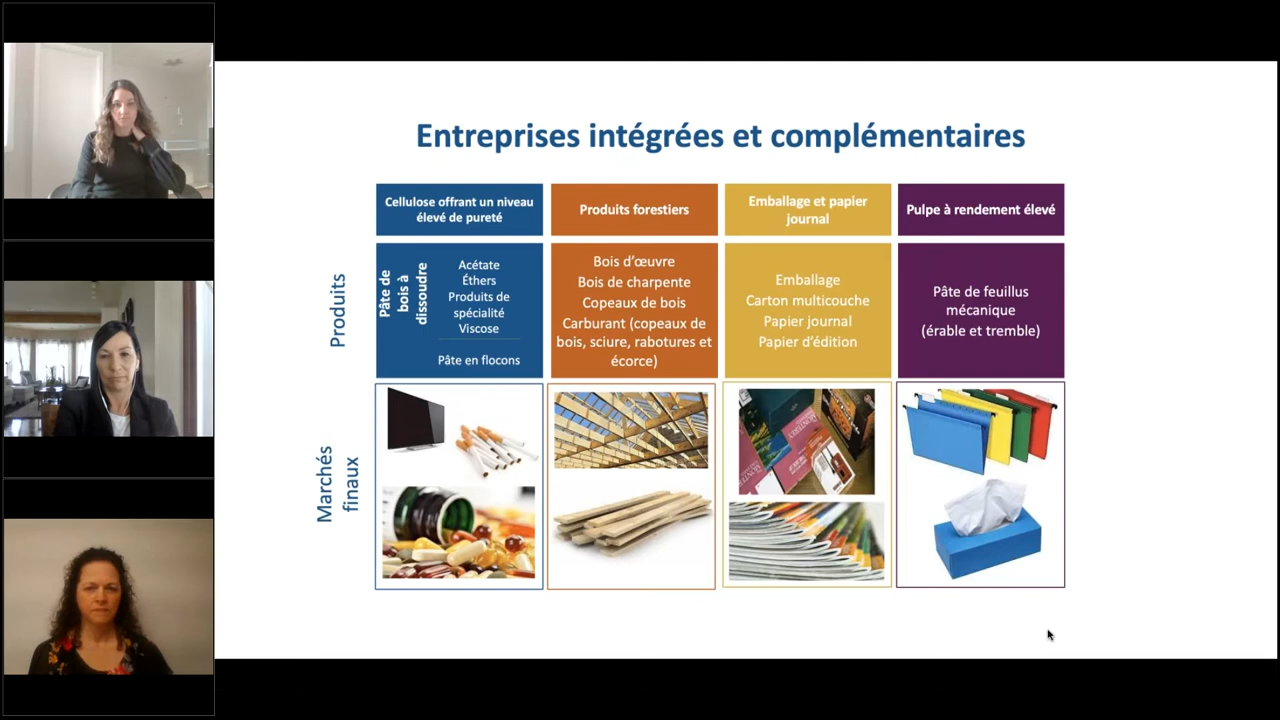 Entreprises intégrées et complémentaires
Cellulose offrant un niveau
élevé de pureté
Produits forestiers
Emballage et papier
journal
Pulpe à rendement élevé
Produits
Pâte de
bois à
dissoudre
Acétate
Éthers
Produits de
spécialité
Viscose
Pâte en flocons
Bois d’œuvre
Bois de charpente
Copeaux de bois
Carburant (copeaux de
bois, sciure, rabotures et
écorce)
Emballage
Carton multicouche
Papier journal
Papier d’édition
Pâte de feuillus
mécanique
(érable et tremble)
Marchés
finaux